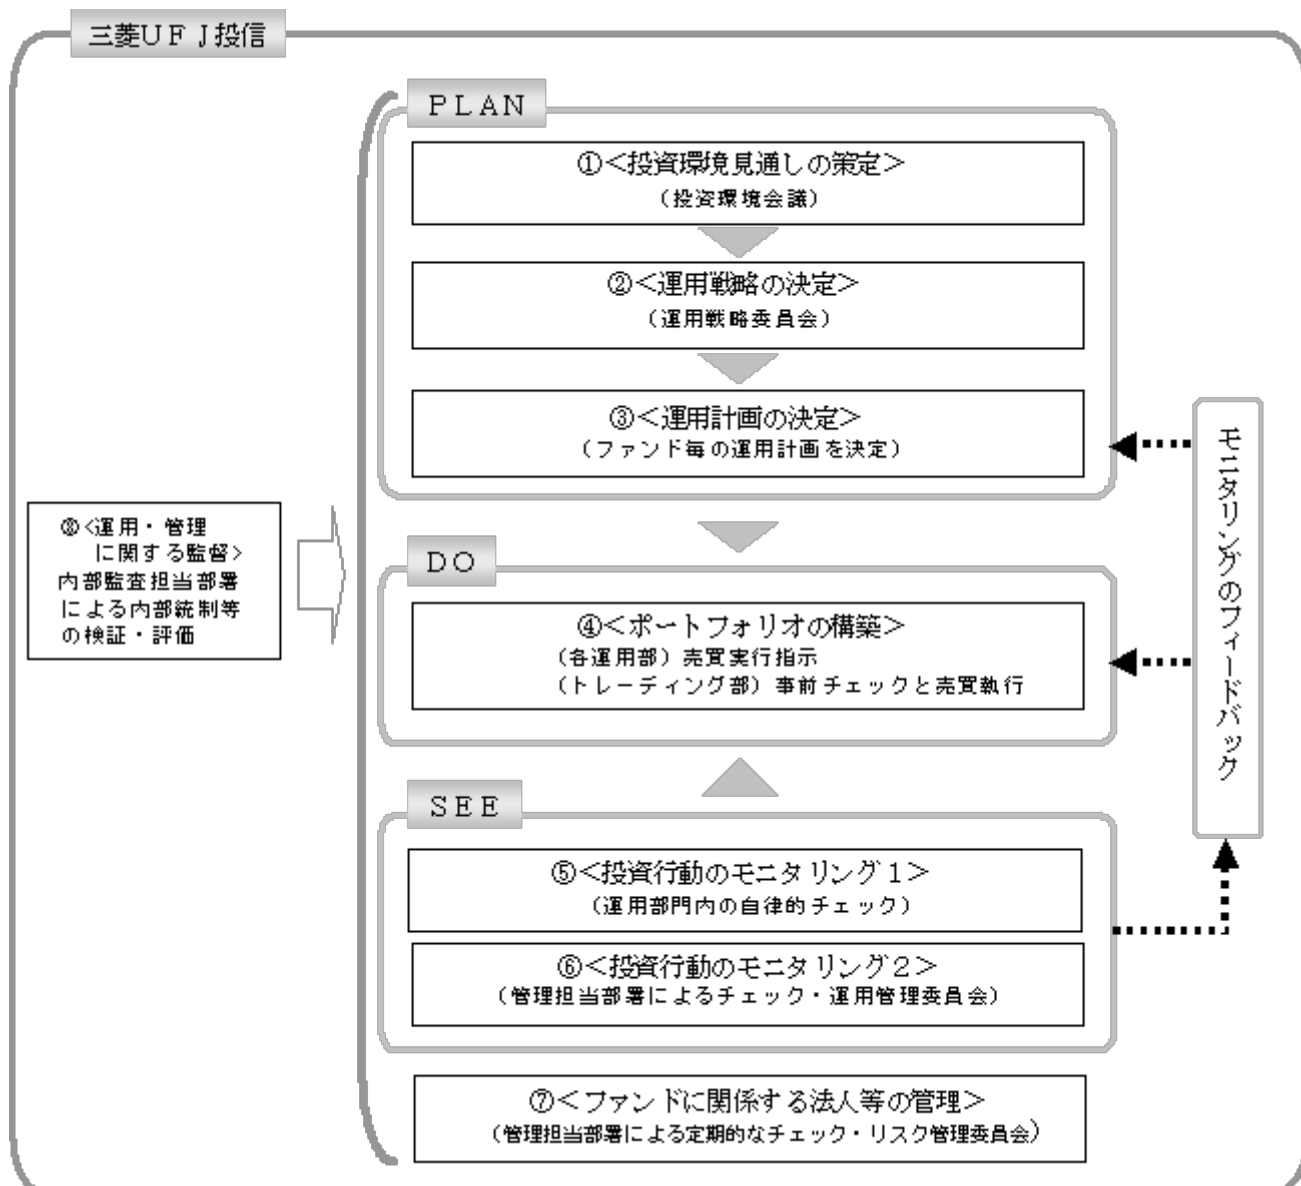 三菱ＵＦＪ投信
ＰＬＡＮ
①＜投資環境見通しの策定＞
（投資環境会議）
②＜運用戦略の決定＞
（運用戦略委員会）
③＜運用計画の決定＞
（ファンド毎の運用計画を決定）
⑧＜運用・管理
に関する監督＞
内部監査担当部署
による内部統制等
の検証・評価
ＤＯ
④＜ポートフォリオの構築＞
（各運用部）売買実行指示
（トレーディング部）事前チェックと売買執行
ＳＥＥ
⑤＜投資行動のモニタリング１＞
（運用部門内の自律的チェック）
⑥＜投資行動のモニタリング２＞
（管理担当部署によるチェック・運用管理委員会）
⑦＜ファンドに関係する法人等の管理＞
（管理担当部署による定期的なチェック・リスク管理委員会）
モニタリングのフィードバック